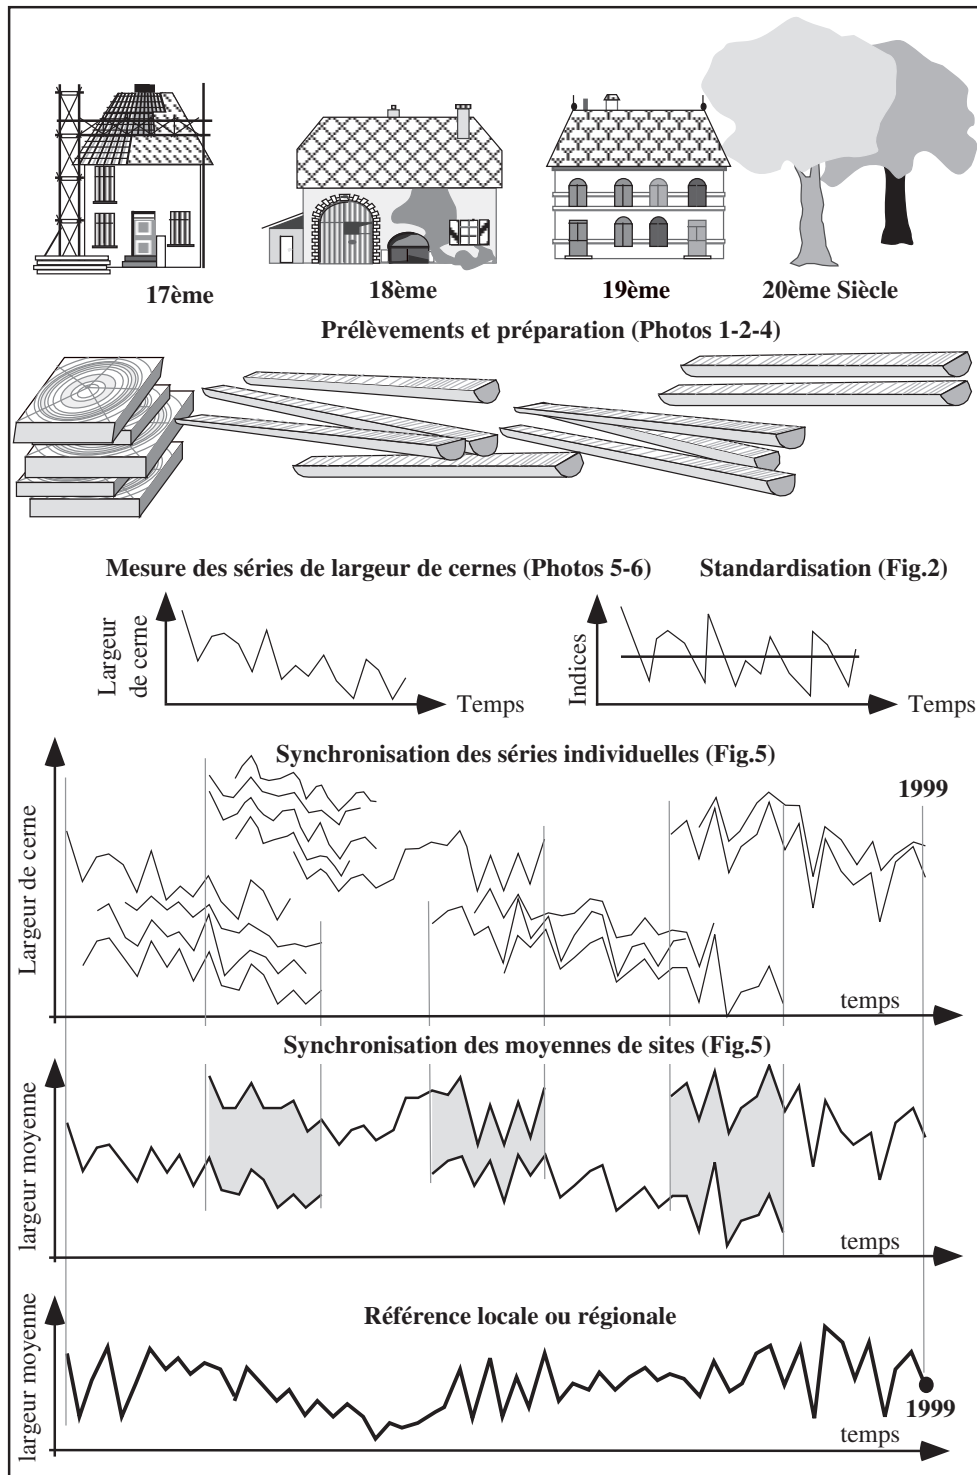 17ème
18ème
19ème
20ème Siècle
Prélèvements et préparation (Photos 1-2-4)
Mesure des séries de largeur de cernes (Photos 5-6)
Standardisation (Fig.2)
Largeur
de cerne
Temps
Indices
Temps
Synchronisation des séries individuelles (Fig.5)
1999
Largeur de cerne
temps
Synchronisation des moyennes de sites (Fig.5)
largeur moyenne
temps
Référence locale ou régionale
largeur moyenne
1999
temps